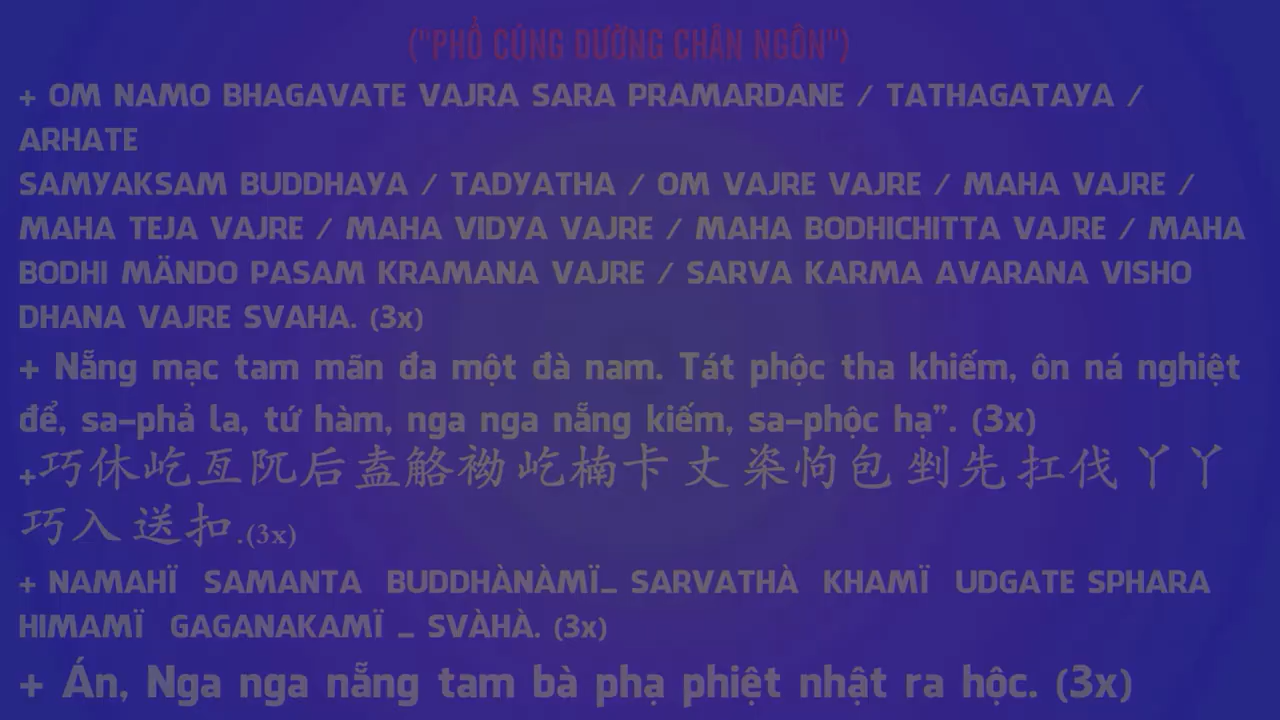 ("PHỔ CÚNG DƯỜNG CHÂN NGÔN")
+ OM NAMO BHAGAVATE VAJRA SARA PRAMARDANE / TATHAGATAYA /
ARHATE
SAMYAKSAM BUDDHAYA / TADYATHA / OM VAJRE VAJRE / MAHA VAJRE /
MAHA TEJA VAJRE / MAHA VIDYA VAJRE / MAHA BODHICHITTA VAJRE / MAHA
BODHI MÄNDO PASAM KRAMANA VAJRE / SARVA KARMA AVARANA VISHO
DHANA VAJRE SVAHA. (3x)
+ Nẵng mạc tam mãn đa một đà nam. Tát phộc tha khiếm, ôn ná nghiệt
để, sa-phả la, tứ hàm, nga nga nẵng kiếm, sa-phộc hạ”. (3x)
+巧休屹亙阢后盍觡袎屹楠卡丈栥恦包剉先扛伐丫丫
巧入送扣.(3x)
+ NAMAHÏ SAMANTA BUDDHÀNÀMÏ_ SARVATHÀ KHAMÏ UDGATE SPHARA
HIMAMÏ GAGANAKAMÏ _ SVÀHÀ. (3x)
+ Án, Nga nga nẵng tam bà phạ phiệt nhật ra hộc. (3x)